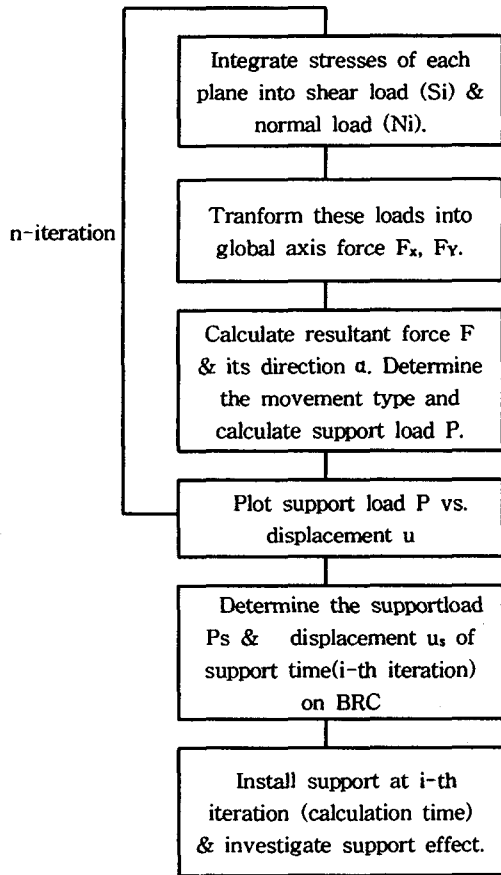 Integrate stresses of each
plane into shear load (Si) &
normal load (Ni).
n-iteration
Tranform these loads into
global axis force Fx, FY.
Calculate resultant force F
& its direction α. Determine
the movement type and
calculate support load P.
Plot support load P vs.
displacement u
Determine the supportload
Ps & displacement us of
support time(i-th iteration)
on BRC
Install support at i-th
iteration (calculation time)
& investigate support effect.